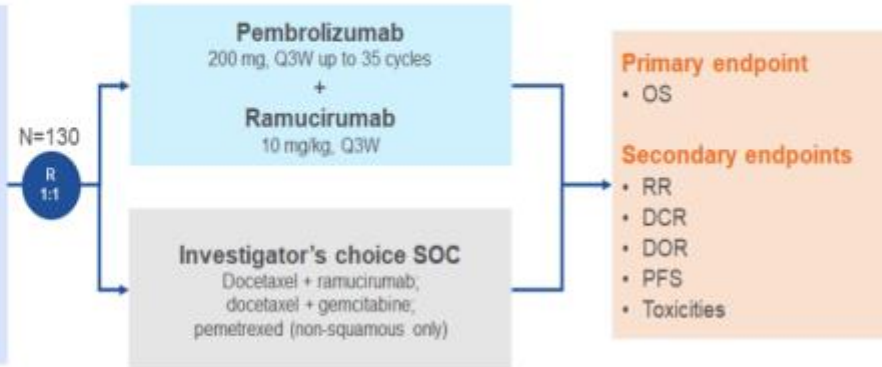 N=130
R
1:1
Pembrolizumab
200 mg, Q3W up to 35 cycles
+
Ramucirumab
10 mg/kg, Q3W
Investigator's choice SOC
Docetaxel + ramucirumab;
docetaxel + gemcitabine;
pemetrexed (non-squamous only)
Primary endpoint
• OS
Secondary endpoints
• RR
• DCR
• DOR
• PFS
• Toxicities